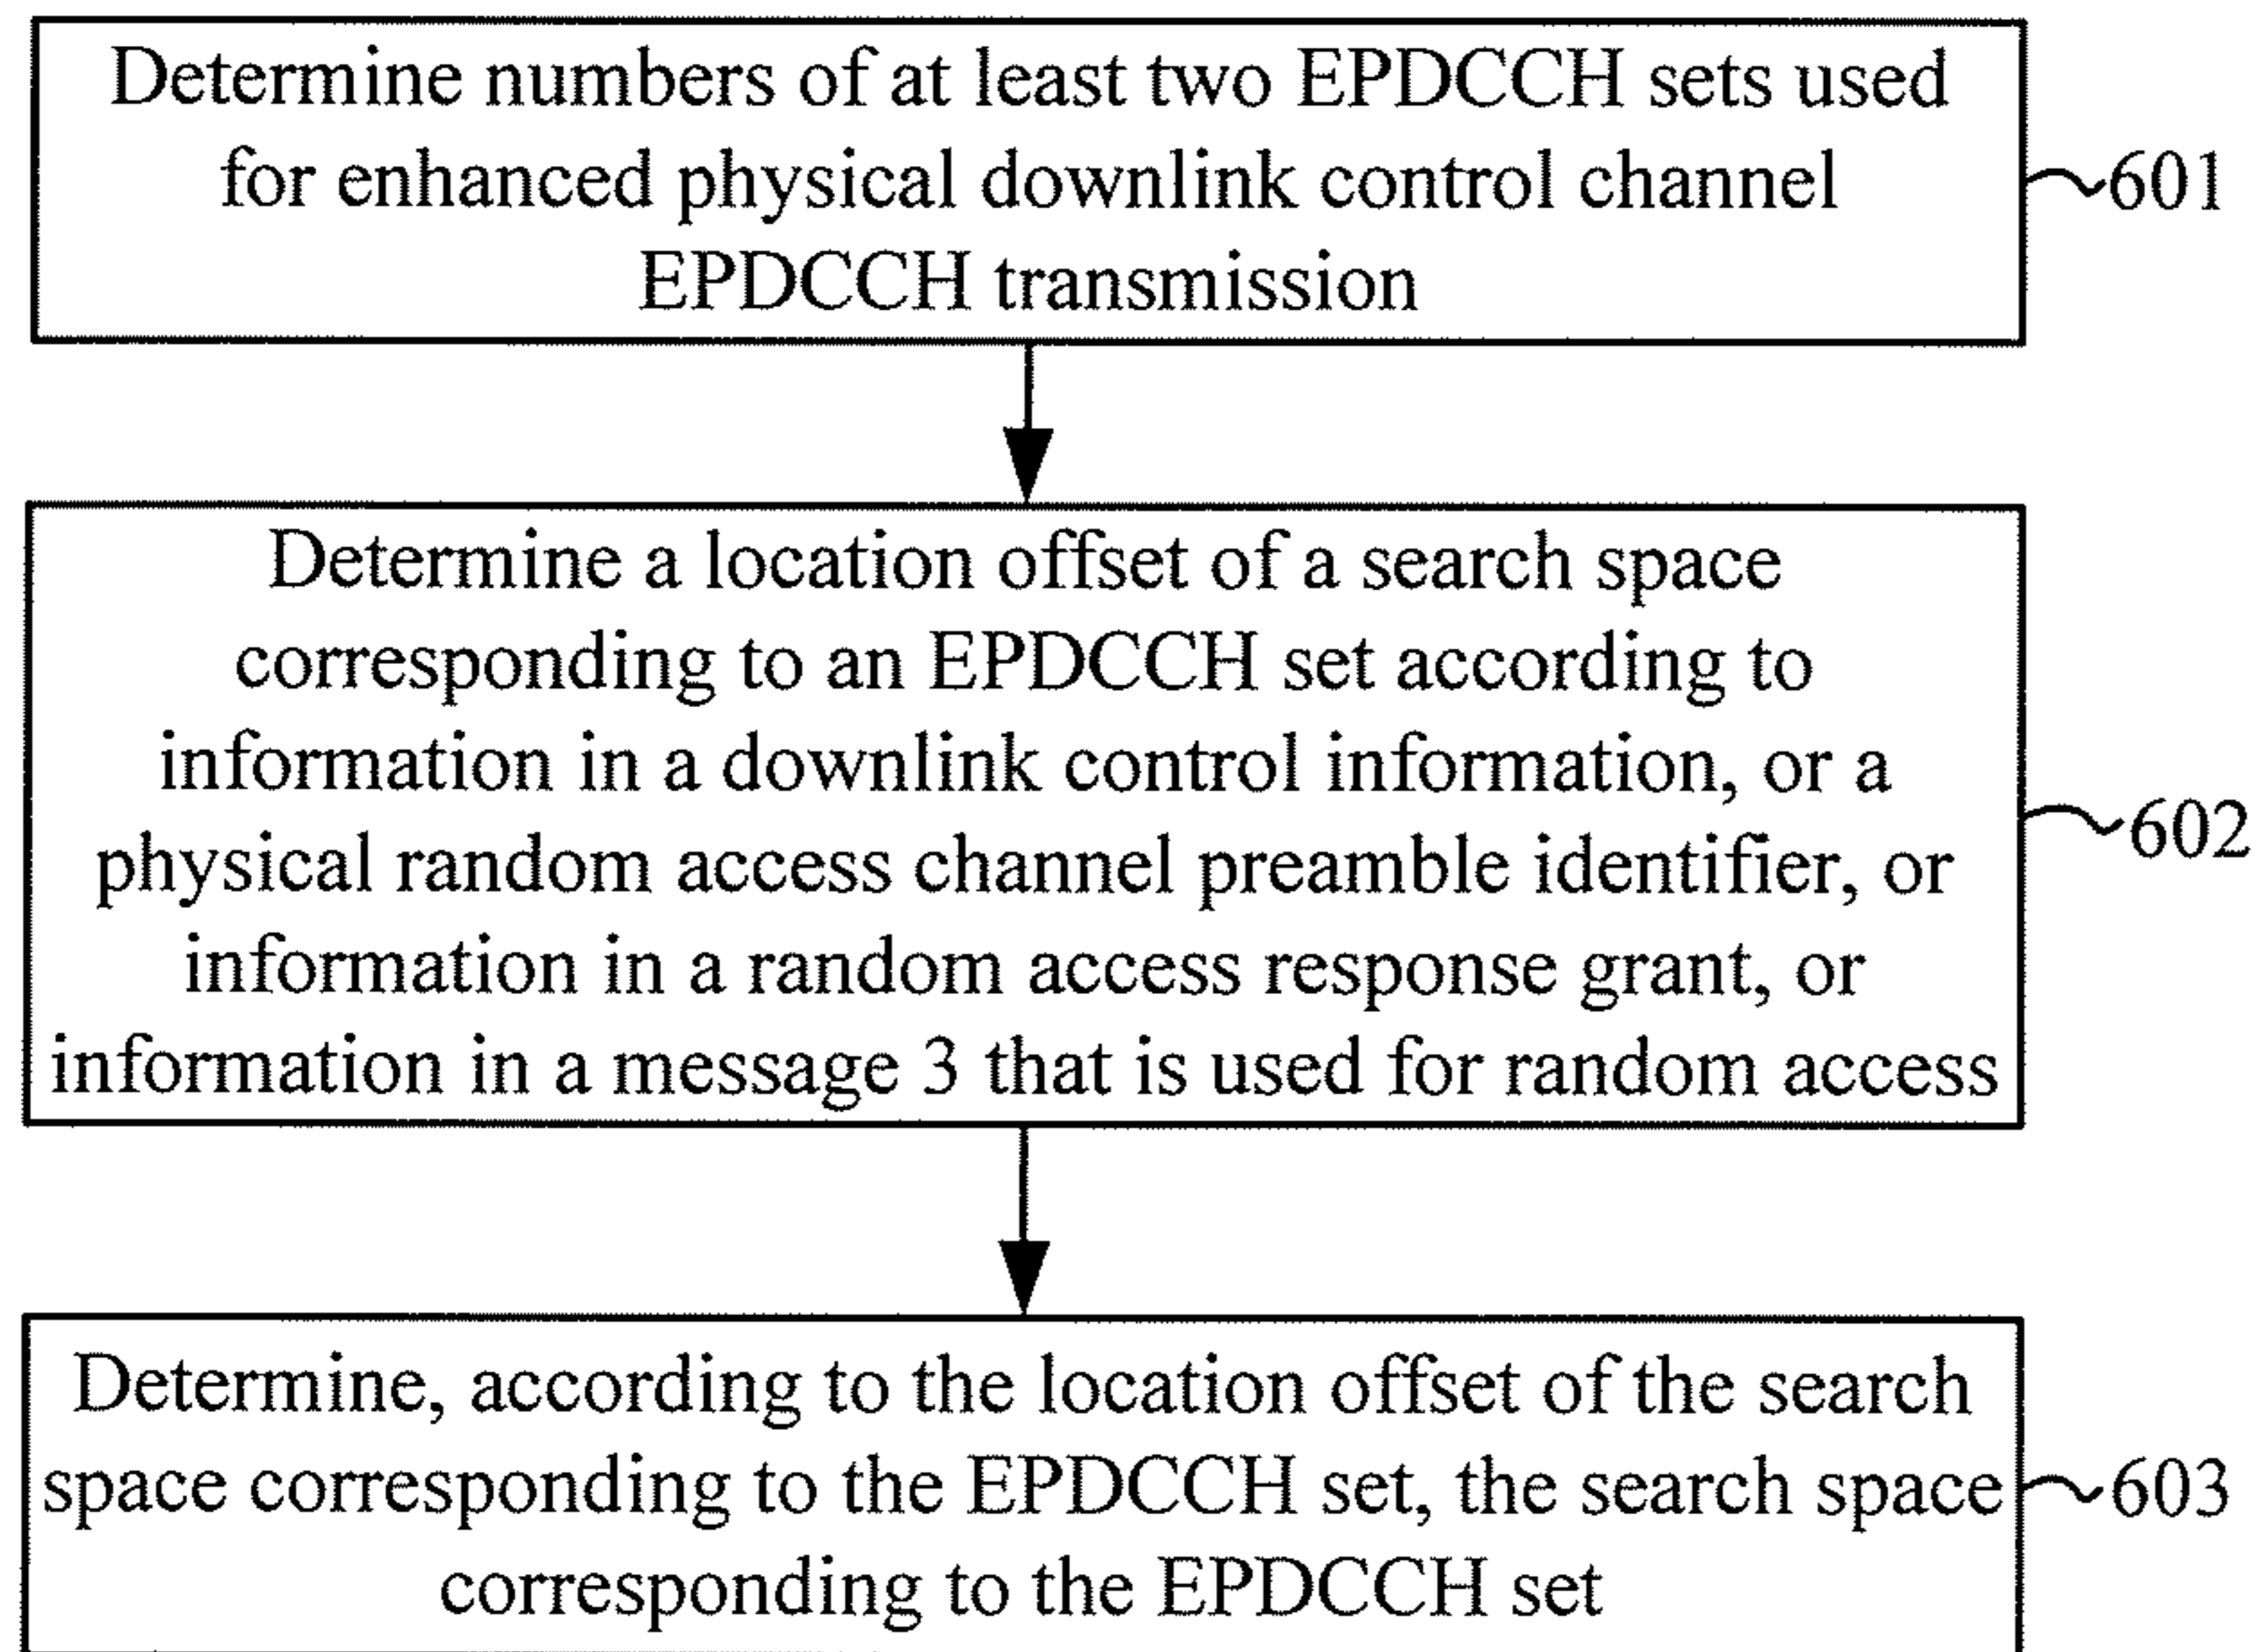 Determine numbers of at least two EPDCCH sets used
for enhanced physical downlink control channel
EPDCCH transmission
601
Determine a location offset of a search space
corresponding to an EPDCCH set according to
information in a downlink control information, or a
physical random access channel preamble identifier, or
information in a random access response grant, or
information in a message 3 that is used for random access
602
Determine, according to the location offset of the search
space corresponding to the EPDCCH set, the search space
corresponding to the EPDCCH set
603